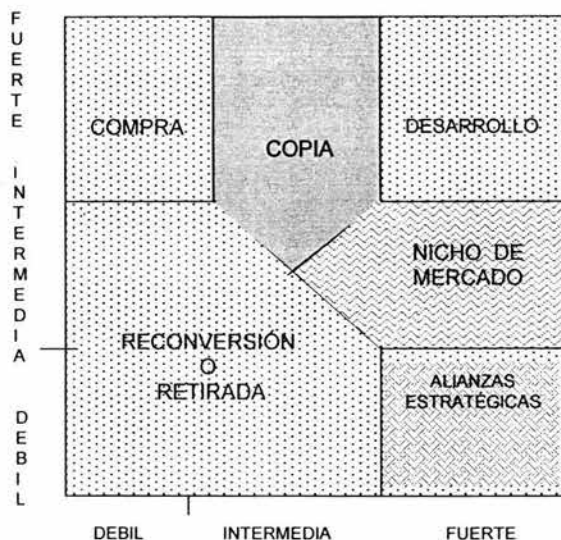 FUERTE INTERMEDIA DEBIL
COMPRA
COPIA
DESARROLLO
NICHO DE
MERCADO
RECONVERSIÓN
O
RETIRADA
ALIANZAS
ESTRATÉGICAS
DEBIL INTERMEDIA FUERTE